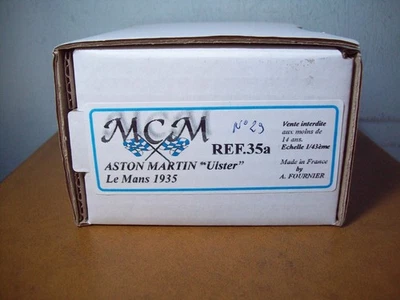 MCM
N° 29
REF.35a
ASTON MARTIN "Ulster"
Le Mans 1935
Vente interdite
aux moins de
14 ans.
Echelle 1/43ème
Made in France
by
A. FOURNIER